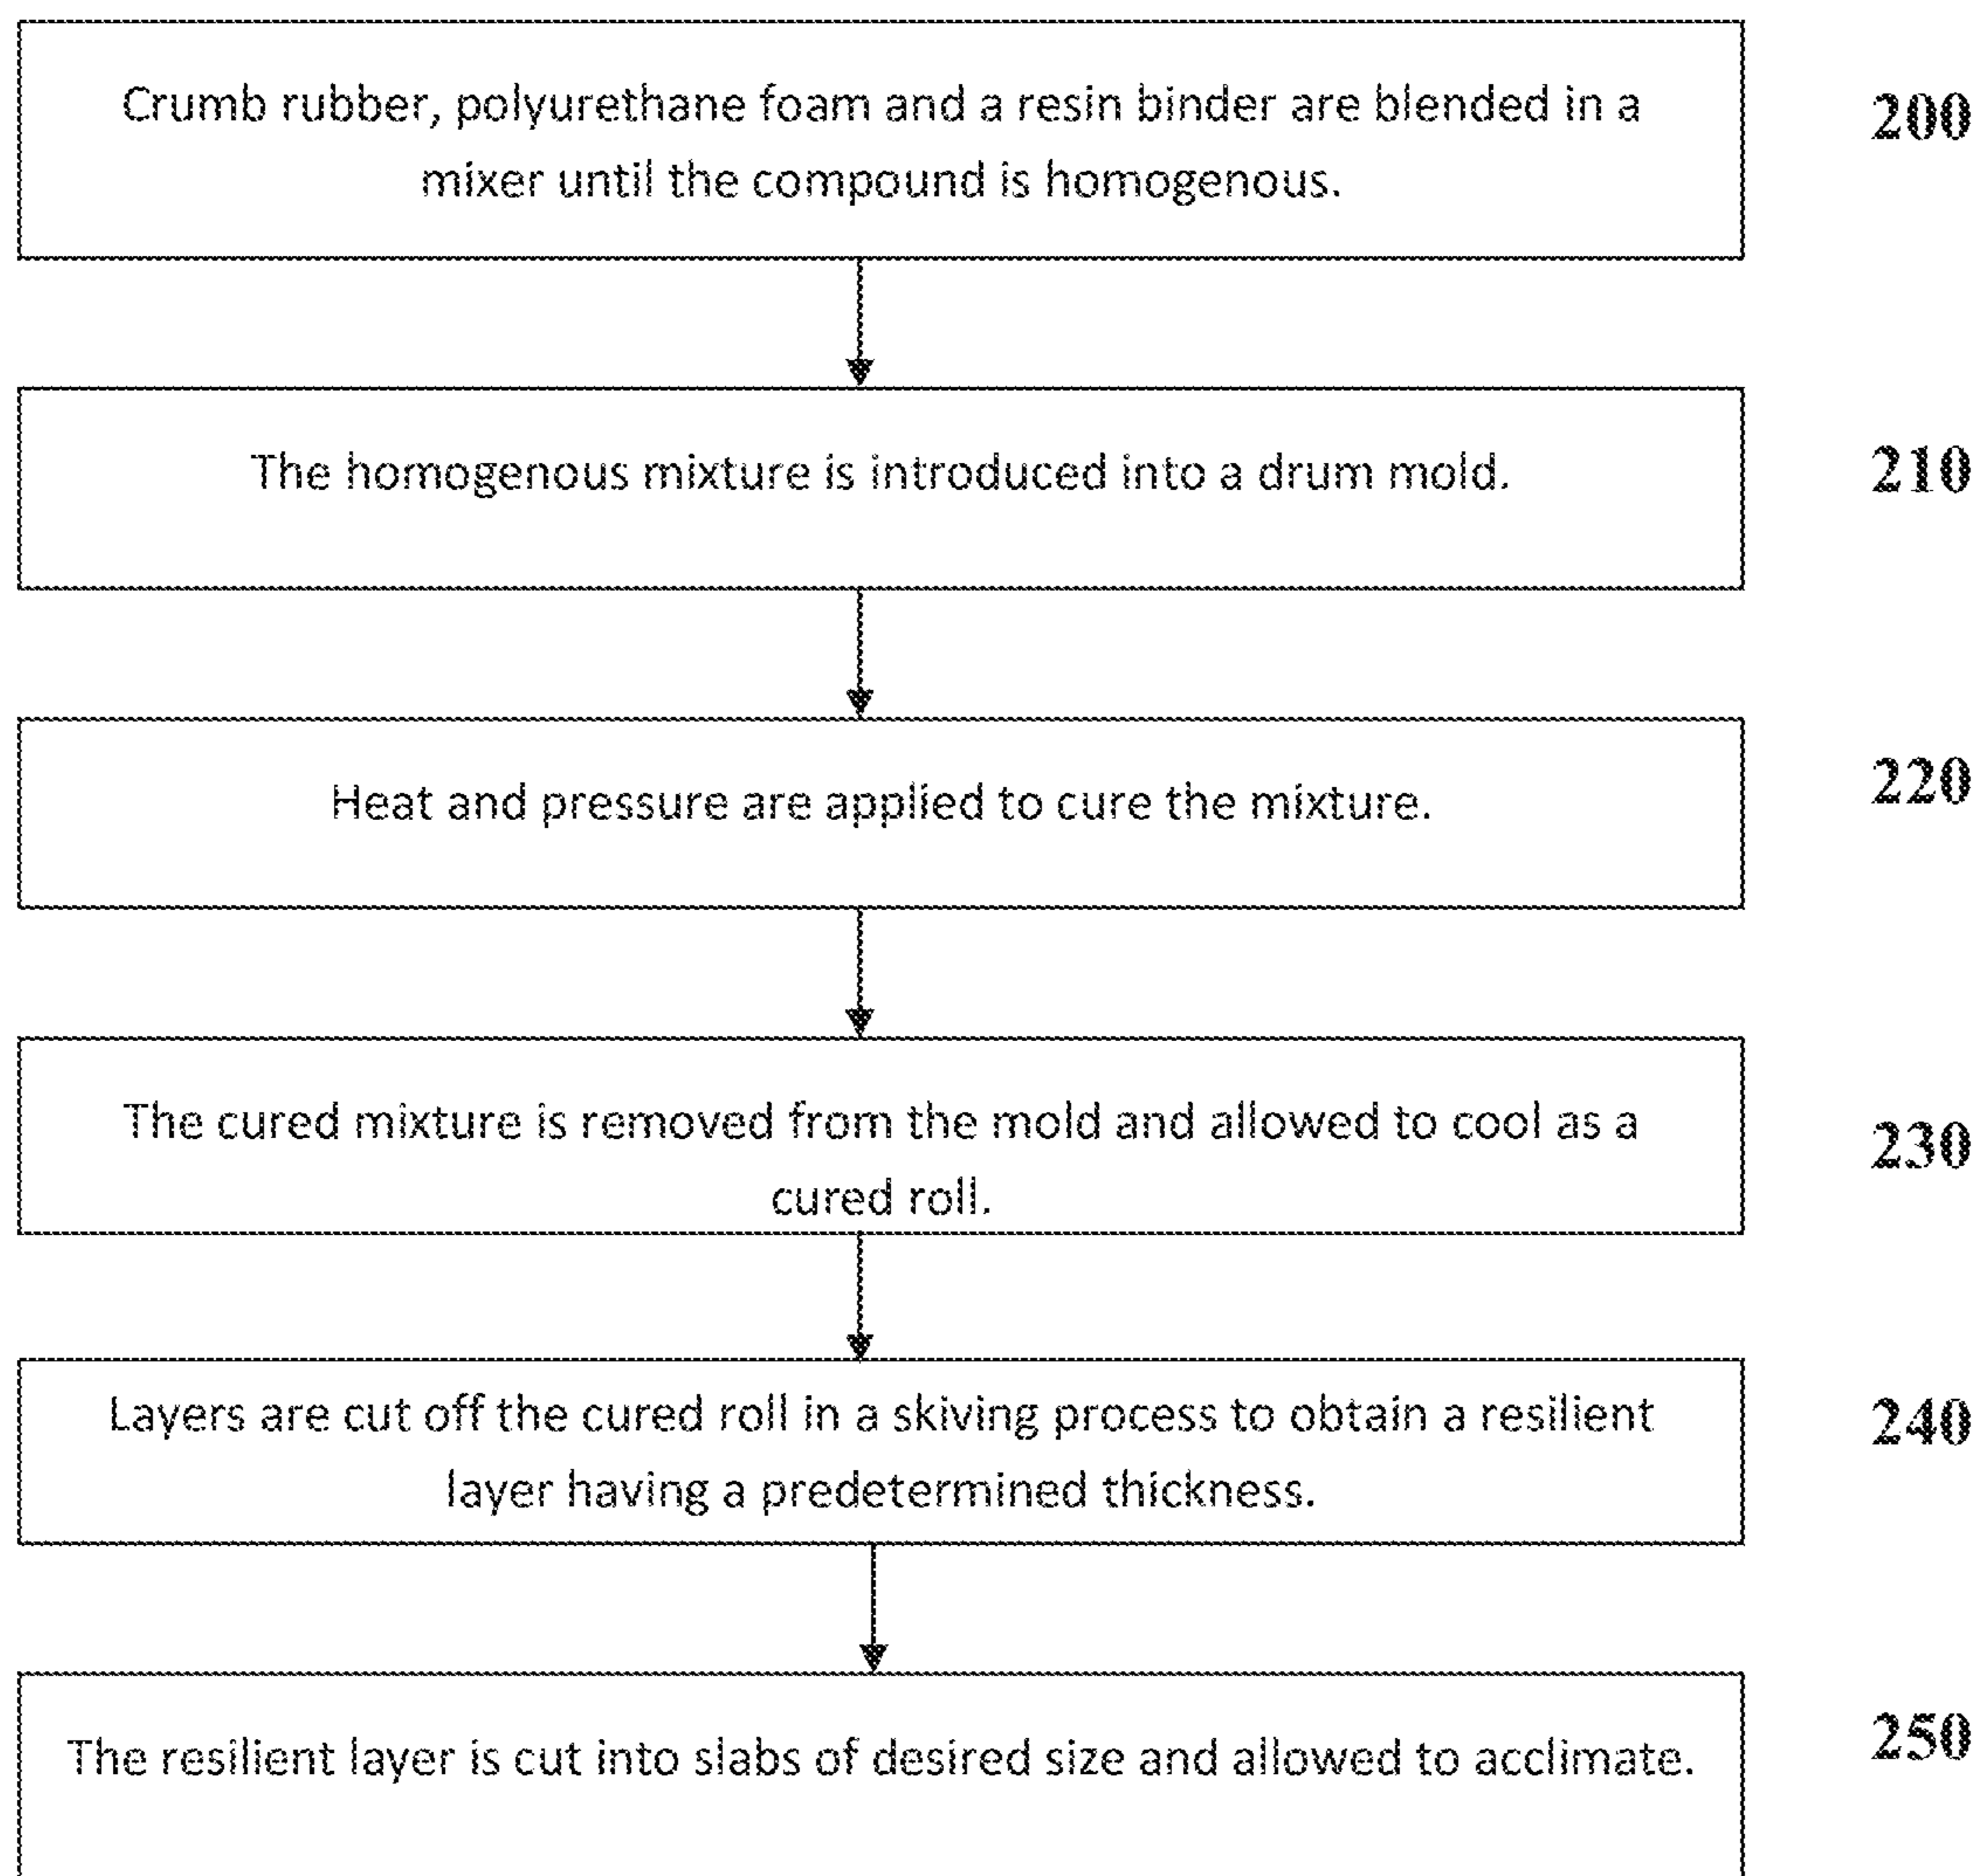 Crumb rubber, polyurethane foam and a resin binder are blended in a
mixer until the compound is homogenous.
200
The homogenous mixture is introduced into a drum mold.
210
Heat and pressure are applied to cure the mixture.
220
The cured mixture is removed from the mold and allowed to cool as a
cured roll.
230
Layers are cut off the cured roll in a skiving process to obtain a resilient
layer having a predetermined thickness.
240
The resilient layer is cut into slabs of desired size and allowed to acclimate.
250